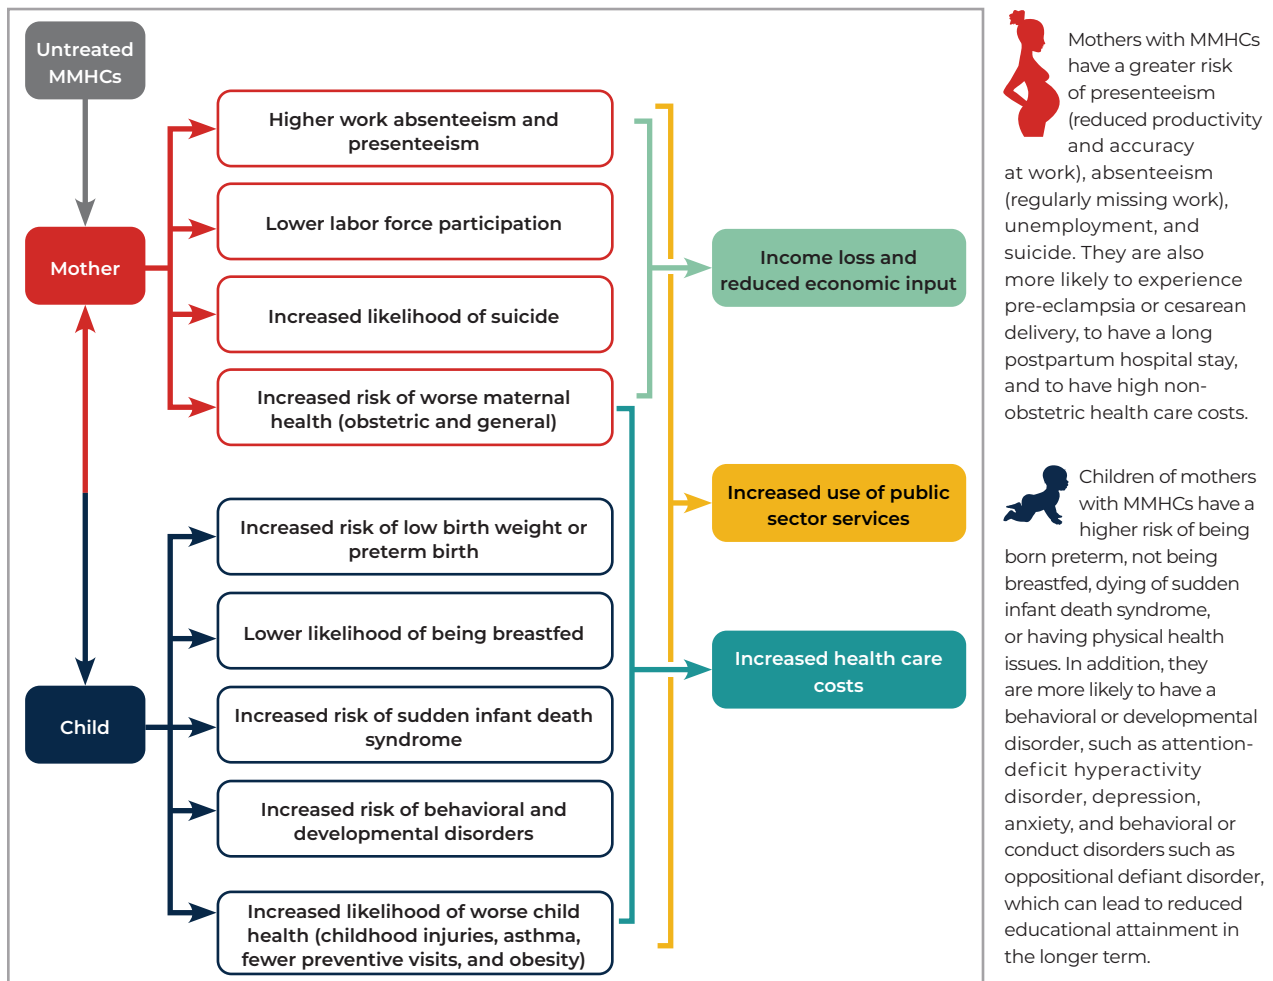 Untreated
MMHCs
Mother
Higher work absenteeism and
presenteeism
Lower labor force participation
Increased likelihood of suicide
Increased risk of worse maternal
health (obstetric and general)
Child
Increased risk of low birth weight or
preterm birth
Lower likelihood of being breastfed
Increased risk of sudden infant death
syndrome
Increased risk of behavioral and
developmental disorders
Increased likelihood of worse child
health (childhood injuries, asthma,
fewer preventive visits, and obesity)
Income loss and
reduced economic input
Increased use of public
sector services
Increased health care
costs
Mothers with MMHCs
have a greater risk
of presenteeism
(reduced productivity
and accuracy
at work), absenteeism
(regularly missing work),
unemployment, and
suicide. They are also
more likely to experience
pre-eclampsia or cesarean
delivery, to have a long
postpartum hospital stay,
and to have high non-
obstetric health care costs.
Children of mothers
with MMHCs have a
higher risk of being
born preterm, not being
breastfed, dying of sudden
infant death syndrome,
or having physical health
issues. In addition, they
are more likely to have a
behavioral or developmental
disorder, such as attention-
deficit hyperactivity
disorder, depression,
anxiety, and behavioral or
conduct disorders such as
oppositional defiant disorder,
which can lead to reduced
educational attainment in
the longer term.